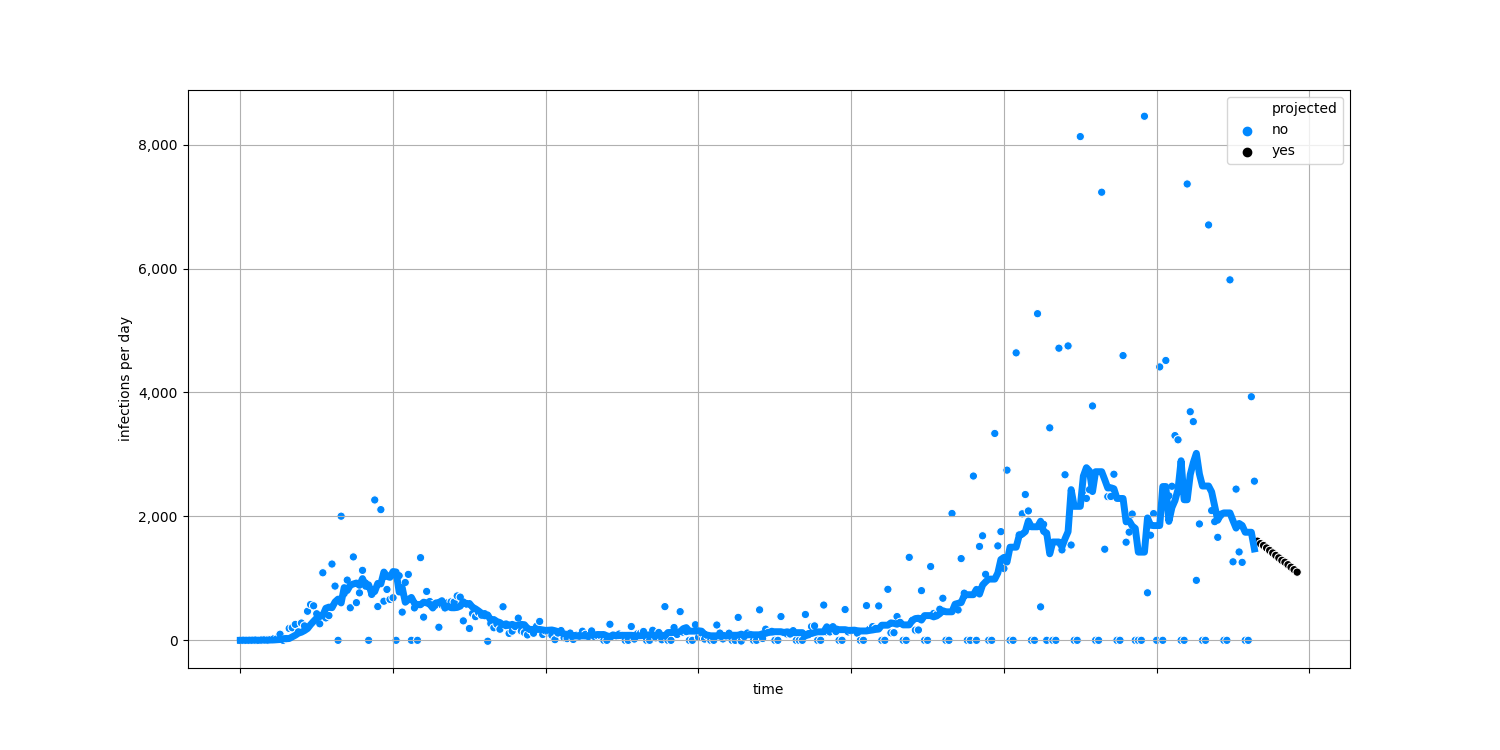 projected
no
yes
8,000
6,000
4,000
2,000
0
infections per day
time